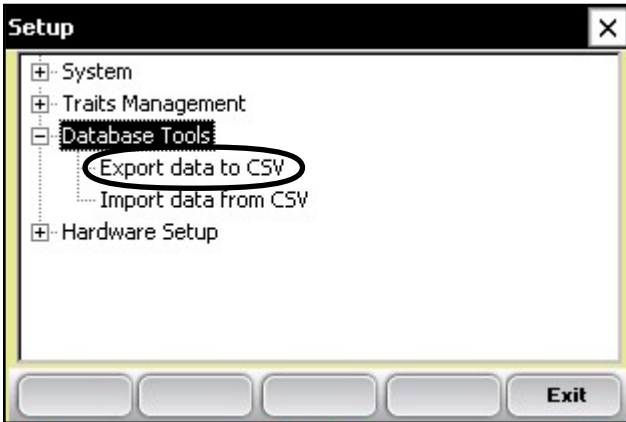 Setup
System
Traits Management
Database Tools
Export data to CSV
Import data from CSV
Hardware Setup
Exit